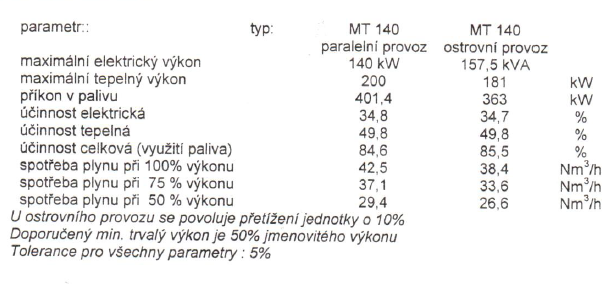 parametr:: typ: MT 140 MT 140
paralelní provoz ostrovní provoz
maximální elektrický výkon 140 kW 157,5 kVA
maximální tepelný výkon 200 181 kW
příkon v palivu 401,4 363 kW
účinnost elektrická 34,8 34,7 %
účinnost tepelná 49,8 49,8 %
účinnost celková (využití paliva) 84,6 85,5 %
spotřeba plynu při 100% výkonu 42,5 38,4 Nm³/h
spotřeba plynu při 75 % výkonu 37,1 33,6 Nm³/h
spotřeba plynu při 50 % výkonu 29,4 26,6 Nm³/h
U ostrovního provozu se povoluje přetížení jednotky o 10%
Doporučený min. trvalý výkon je 50% jmenovitého výkonu
Tolerance pro všechny parametry : 5%